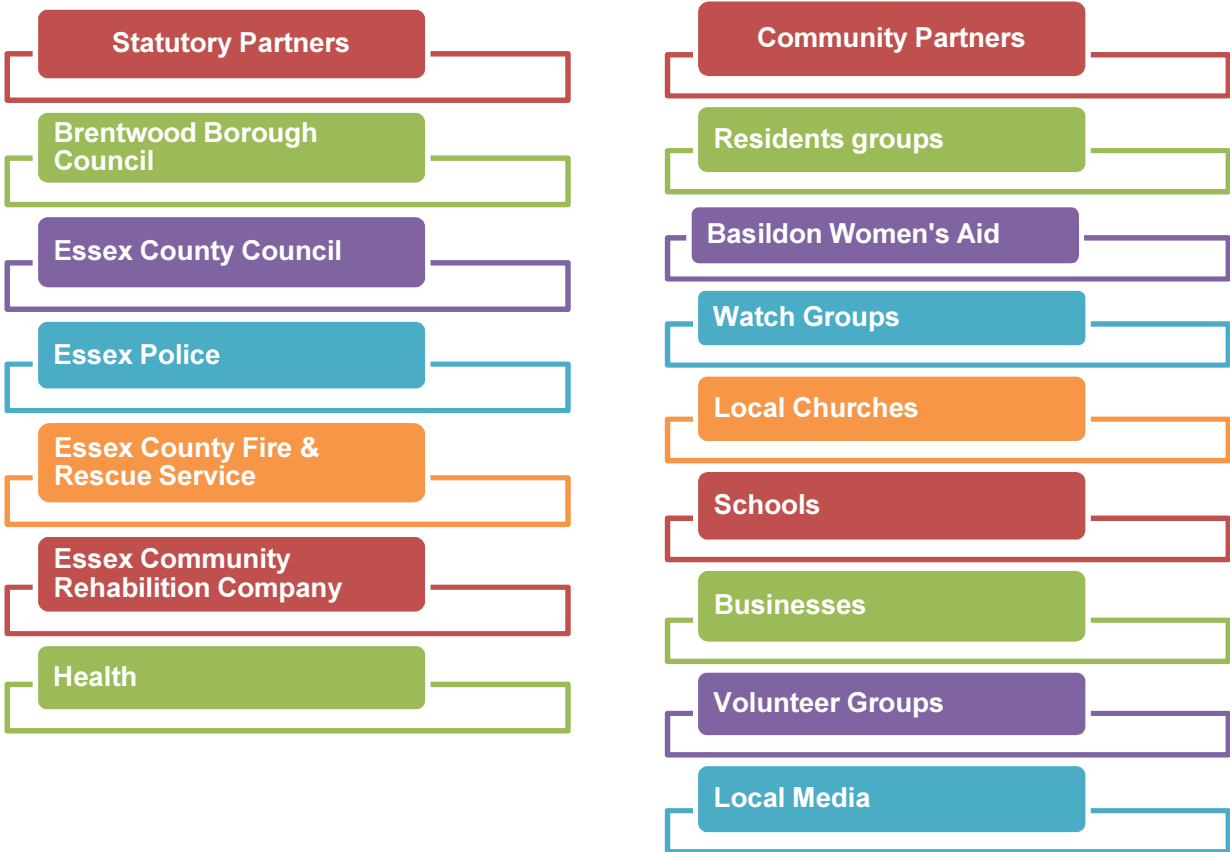 Statutory Partners
Brentwood Borough
Council
Essex County Council
Essex Police
Essex County Fire &
Rescue Service
Essex Community
Rehabilition Company
Health
Community Partners
Residents groups
Basildon Women's Aid
Watch Groups
Local Churches
Schools
Businesses
Volunteer Groups
Local Media